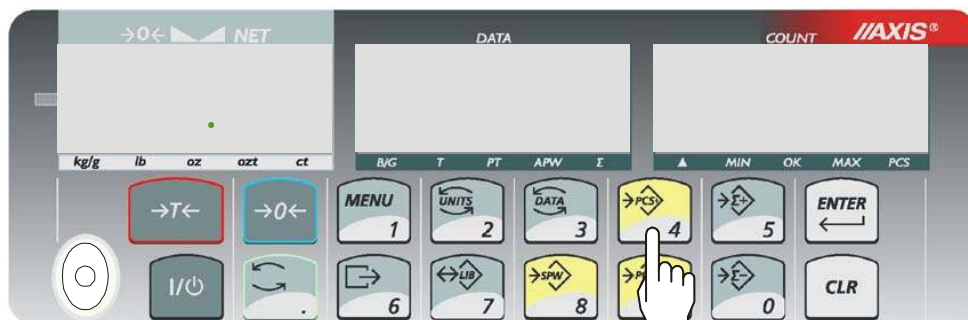 →0← NET
DATA
COUNT
//AXIS®
kg/g lb oz ozt ct
B/G T PT APW Σ
▲ MIN OK MAX PCS
→T←
→0←
MENU 1
UNITS 2
DATA 3
→PCS 4
→Σ+ 5
ENTER
I/⏻
.
6
↔LIB 7
→SPW 8
→Σ- 0
CLR